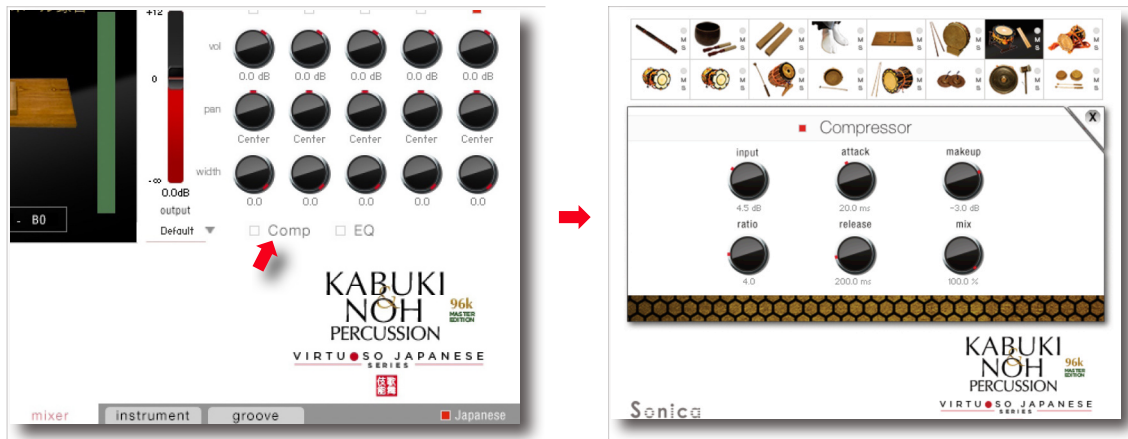 +12
vol
0.0 dB 0.0 dB 0.0 dB 0.0 dB 0.0 dB
0
pan
Center Center Center Center Center
width
-∞
0.0dB
0.0 0.0 0.0 0.0 0.0
output
- B0
Default
Comp EQ
KABUKI
&
NOH
PERCUSSION
96k
MASTER
EDITION
VIRTUOSO JAPANESE
SERIES
歌舞
伎能
mixer instrument groove Japanese
M M M M M M M M
S S S S S S S S
M M M M M M M M
S S S S S S S S
X
Compressor
input attack makeup
4.5 dB 20.0 ms -3.0 dB
ratio release mix
4.0 200.0 ms 100.0 %
KABUKI
&
NOH
PERCUSSION
96k
MASTER
EDITION
VIRTUOSO JAPANESE
SERIES
Sonica